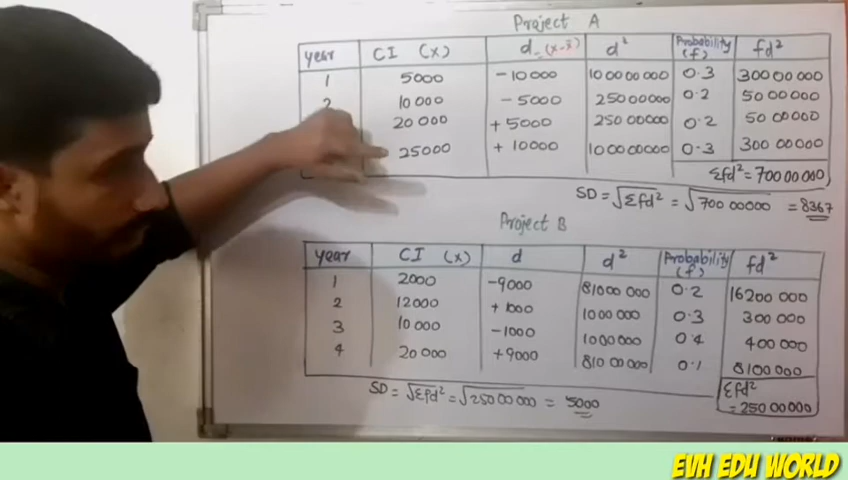 Project A
year CI (x) d=(x-x̄) d² Probability (f) fd²
1 5000 -10000 100000000 0.3 30000000
2 10000 -5000 25000000 0.2 5000000
20000 +5000 25000000 0.2 5000000
25000 +10000 100000000 0.3 30000000
Σfd² = 70000000
SD = √Σfd² = √70000000 = 8367
Project B
year CI (x) d d² Probability (f) fd²
1 2000 -9000 81000000 0.2 16200000
2 12000 +1000 1000000 0.3 300000
3 10000 -1000 1000000 0.4 400000
4 20000 +9000 81000000 0.1 8100000
Σfd² = 25000000
SD = √Σfd² = √25000000 = 5000
EVH EDU WORLD